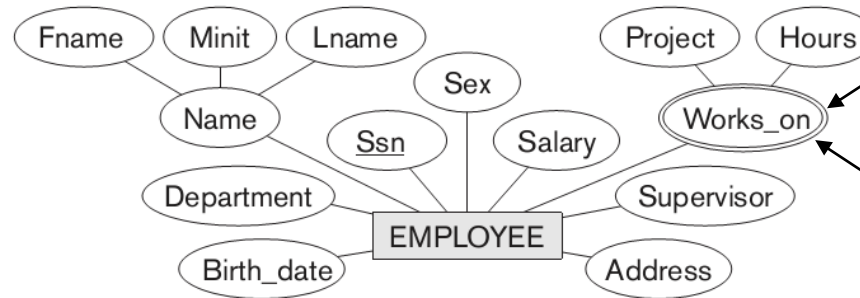 Fname Minit Lname Project Hours
Sex
Name Ssn Salary Works_on
Department Supervisor
EMPLOYEE
Birth_date Address